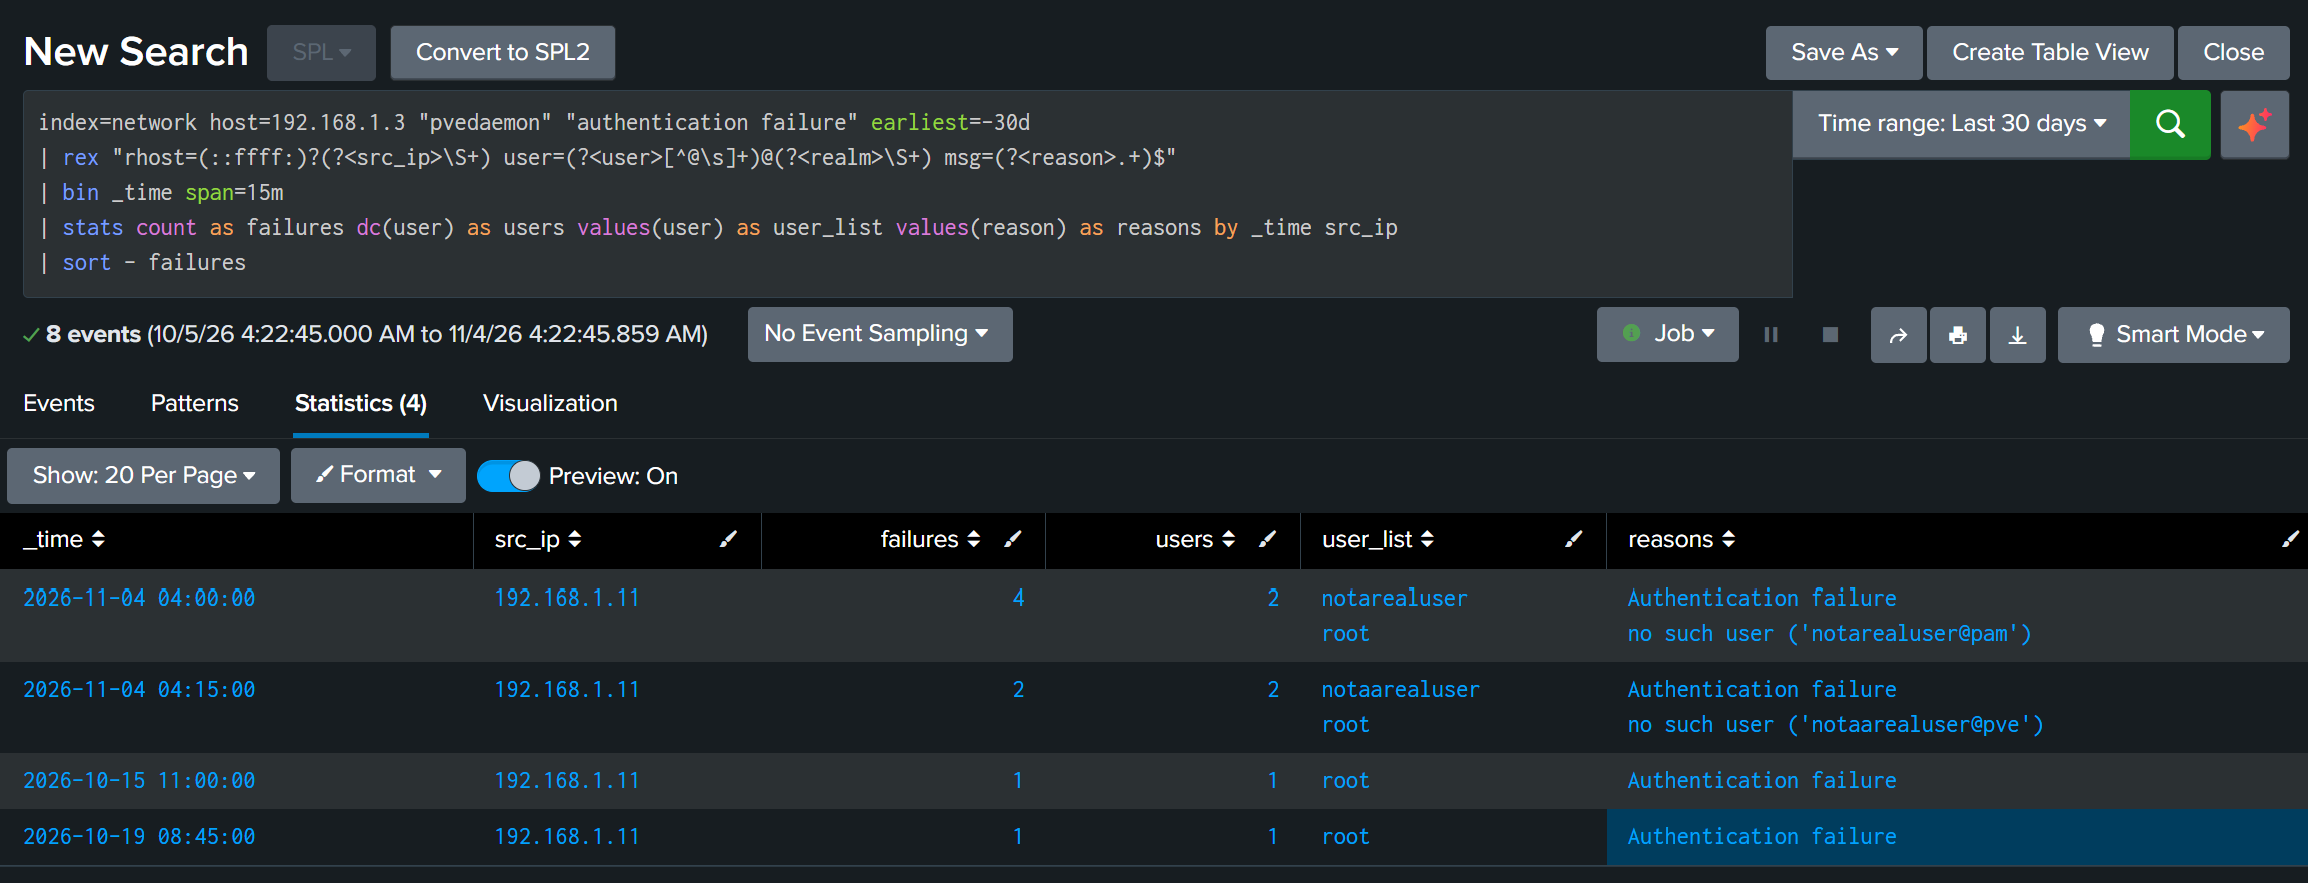 New Search SPL Convert to SPL2 Save As Create Table View Close
index=network host=192.168.1.3 "pvedaemon" "authentication failure" earliest=-30d Time range: Last 30 days
| rex "rhost=(::ffff:)?(?<src_ip>\S+) user=(?<user>[^@\s]+)@(?<realm>\S+) msg=(?<reason>.+)$"
| bin _time span=15m
| stats count as failures dc(user) as users values(user) as user_list values(reason) as reasons by _time src_ip
| sort - failures
8 events (10/5/26 4:22:45.000 AM to 11/4/26 4:22:45.859 AM) No Event Sampling Job Smart Mode
Events Patterns Statistics (4) Visualization
Show: 20 Per Page Format Preview: On
_time src_ip failures users user_list reasons
2026-11-04 04:00:00 192.168.1.11 4 2 notarealuser Authentication failure
root no such user ('notarealuser@pam')
2026-11-04 04:15:00 192.168.1.11 2 2 notaarealuser Authentication failure
root no such user ('notaarealuser@pve')
2026-10-15 11:00:00 192.168.1.11 1 1 root Authentication failure
2026-10-19 08:45:00 192.168.1.11 1 1 root Authentication failure